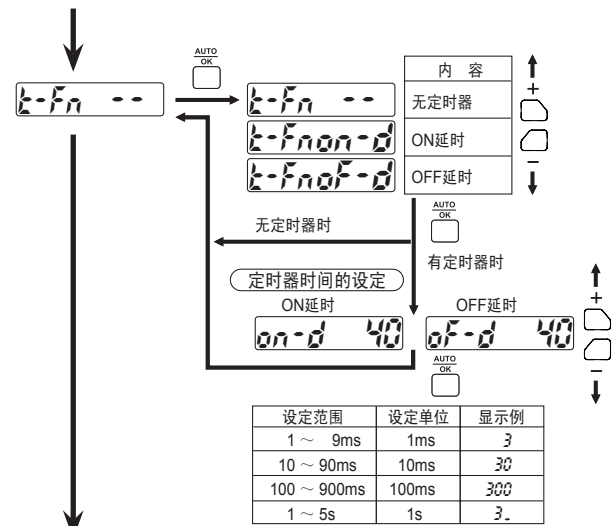 AUTO
OK
t-Fn --
t-Fn --
t-Fnon-d
t-FnoF-d
内 容
无定时器
ON延时
OFF延时
+
−
AUTO
OK
无定时器时
有定时器时
定时器时间的设定
ON延时
OFF延时
on-d 40
oF-d 40
+
−
AUTO
OK
设定范围 设定单位 显示例
1 ～ 9ms 1ms 3
10 ～ 90ms 10ms 30
100 ～ 900ms 100ms 300
1 ～ 5s 1s 3_